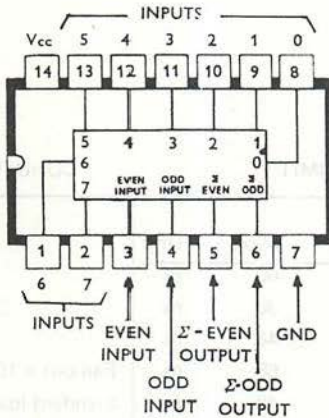 INPUTS
Vcc 5 4 3 2 1 0
14 13 12 11 10 9 8
5 4 3 2 1
6 0
7 EVEN INPUT ODD INPUT Σ EVEN Σ ODD
1 2 3 4 5 6 7
6 7
INPUTS
EVEN INPUT
ODD INPUT
Σ-EVEN OUTPUT
Σ-ODD OUTPUT
GND